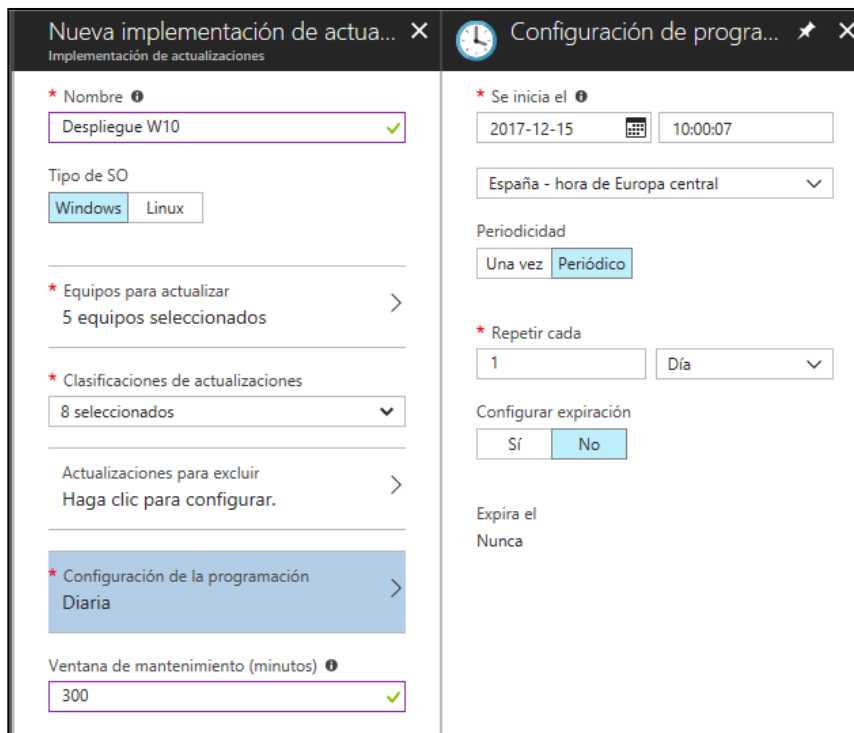 Nueva implementación de actua...
Implementación de actualizaciones
* Nombre
Despliegue W10
Tipo de SO
Windows Linux
* Equipos para actualizar
5 equipos seleccionados
* Clasificaciones de actualizaciones
8 seleccionados
Actualizaciones para excluir
Haga clic para configurar.
* Configuración de la programación
Diaria
Ventana de mantenimiento (minutos)
300
Configuración de progra...
* Se inicia el
2017-12-15 10:00:07
España - hora de Europa central
Periodicidad
Una vez Periódico
* Repetir cada
1 Día
Configurar expiración
Sí No
Expira el
Nunca